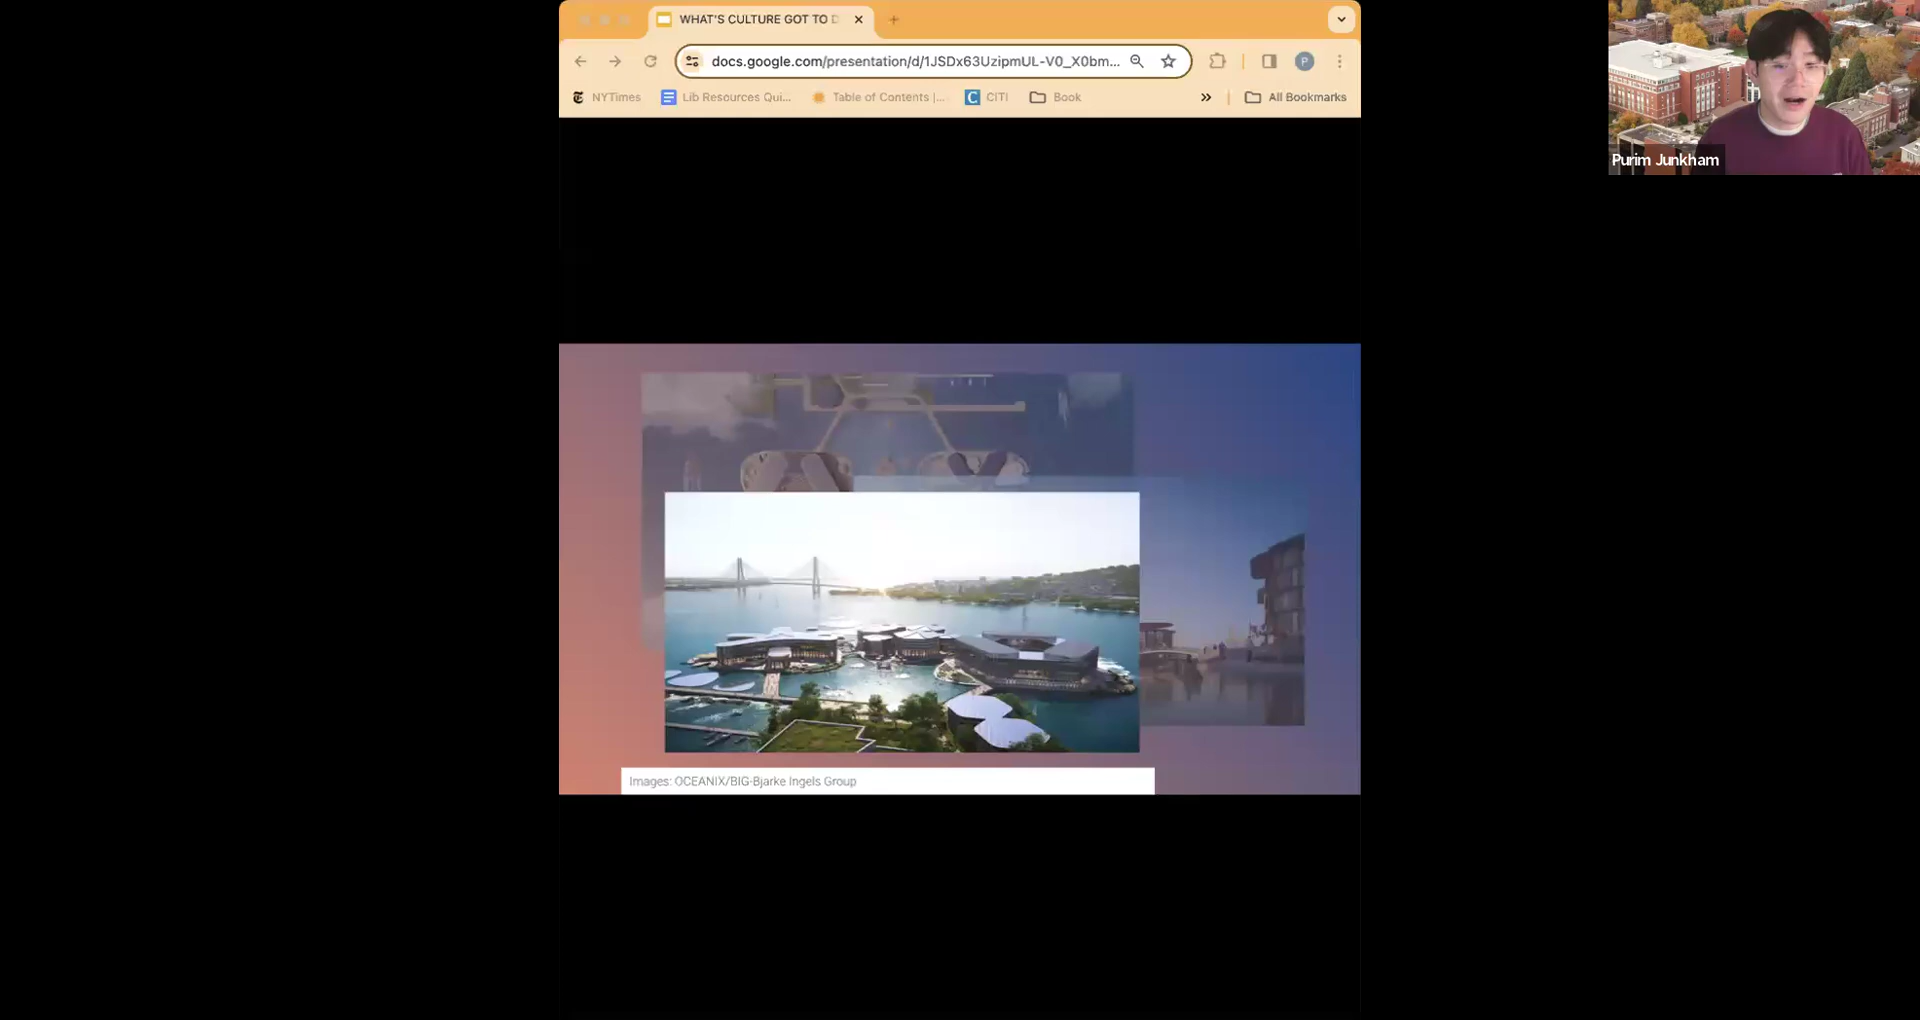 WHAT'S CULTURE GOT TO D
docs.google.com/presentation/d/1JSDx63UzipmUL-V0_X0bm...
P
NYTimes
Lib Resources Qui...
Table of Contents |...
C CITI
Book
All Bookmarks
Purim Junkham
Images: OCEANIX/BIG-Bjarke Ingels Group